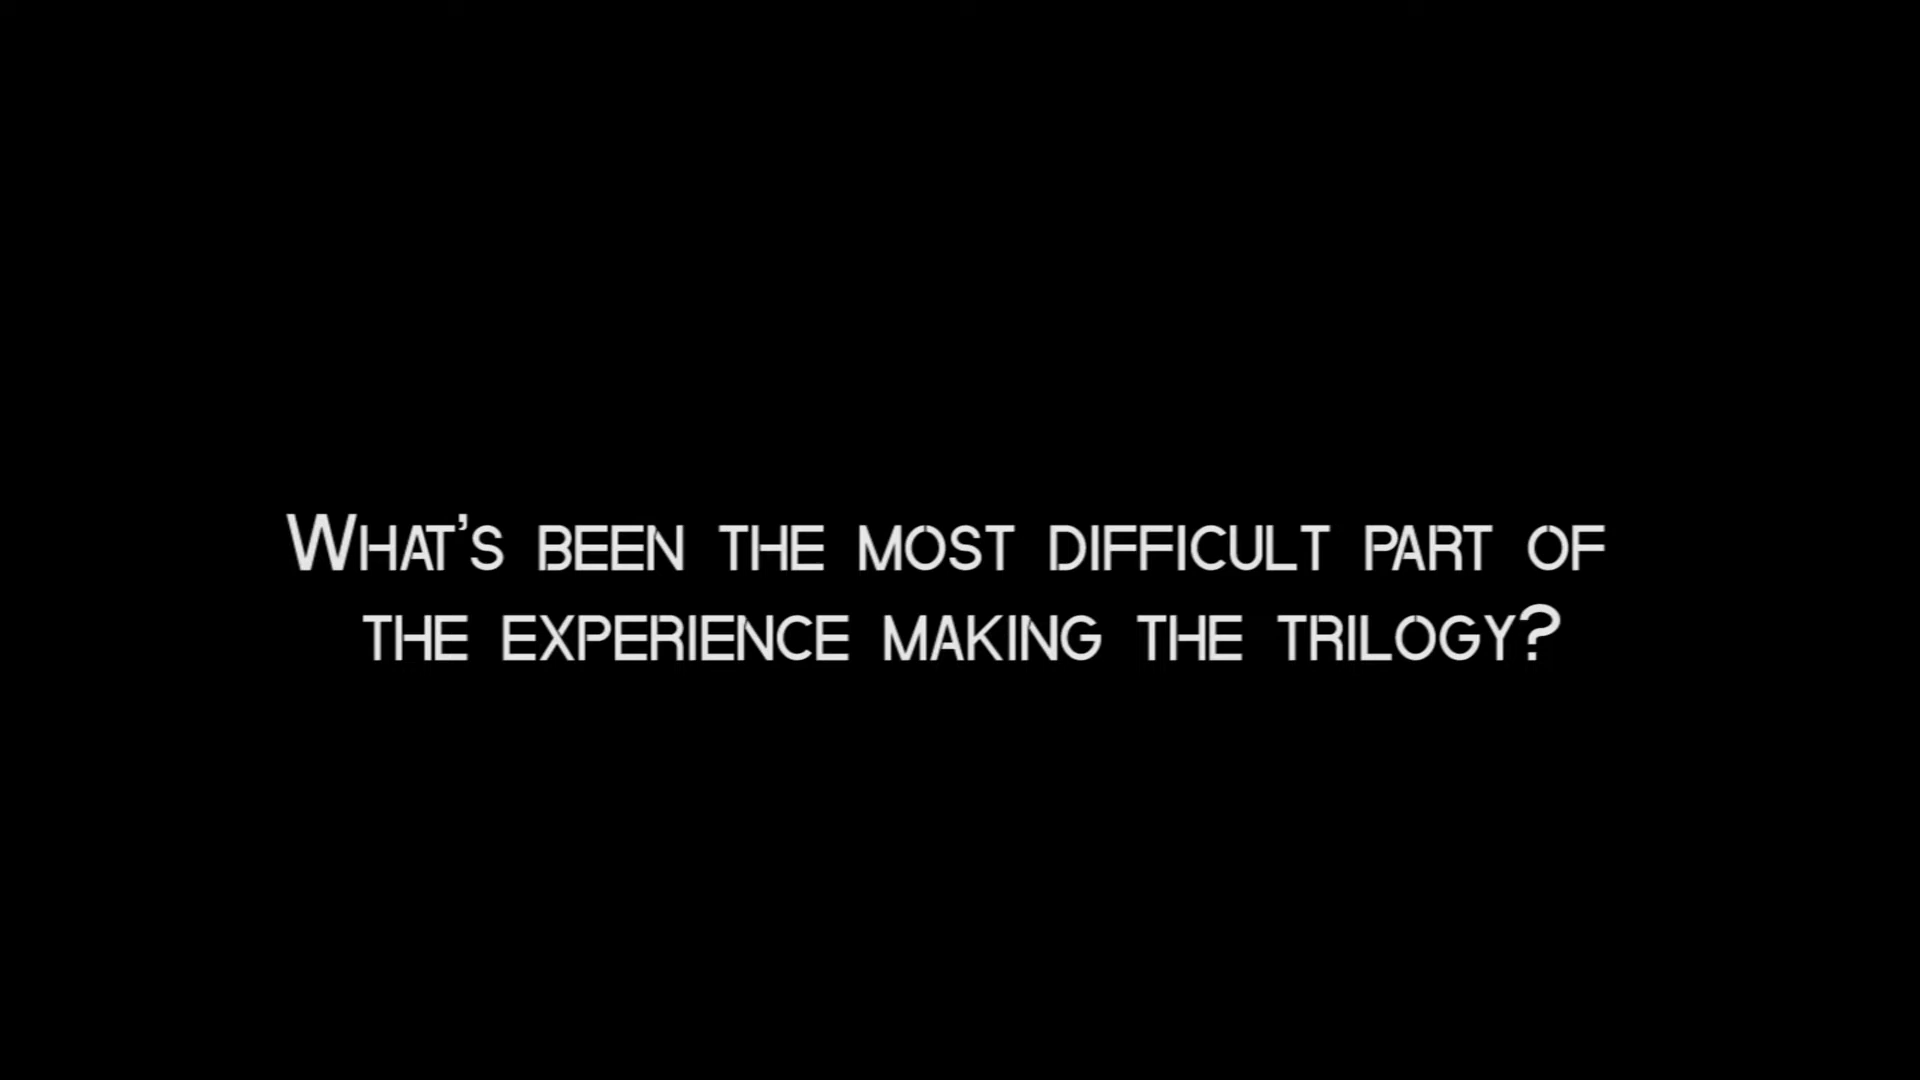 What's been the most difficult part of
the experience making the trilogy?